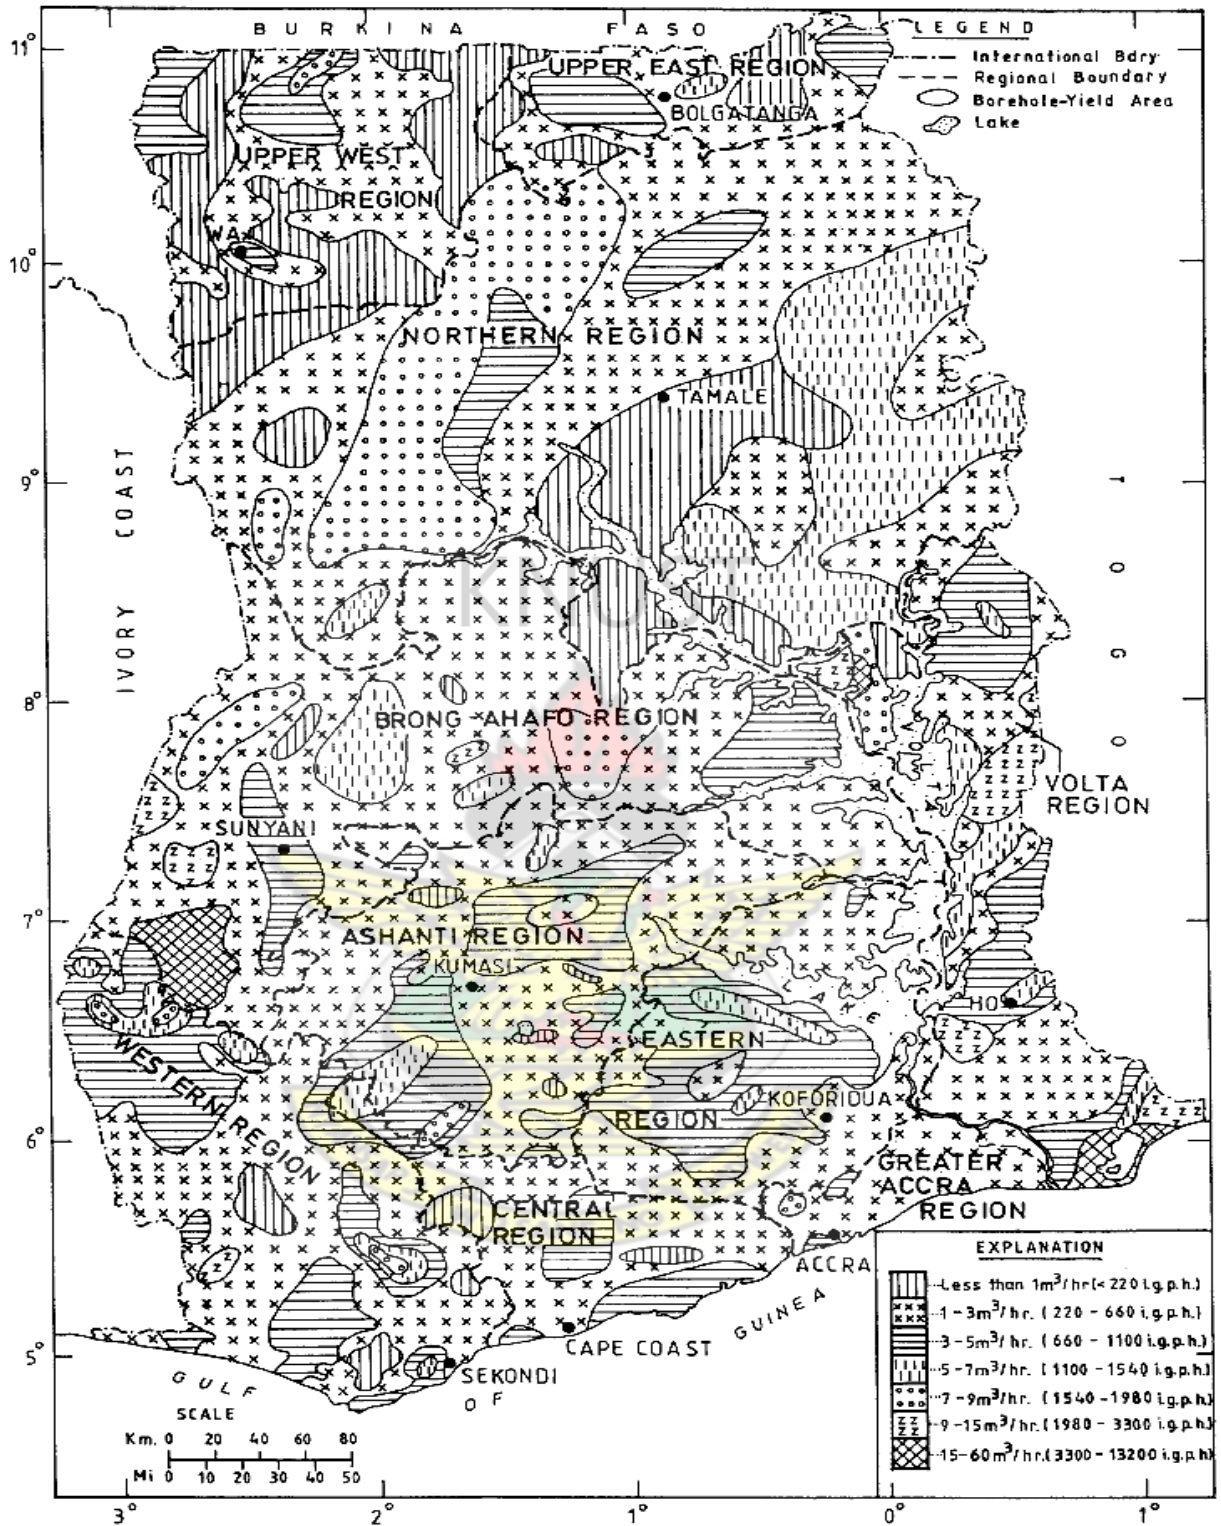 BURKINA FASO
LEGEND
International Bdry
Regional Boundary
Borehole-Yield Area
Lake
11°
10°
9°
8°
7°
6°
5°
UPPER EAST REGION
BOLGATANGA
UPPER WEST
REGION
WA
NORTHERN REGION
TAMALE
IVORY COAST
TOGO
KNUST
BRONG-AHAFO REGION
VOLTA
REGION
SUNYANI
ASHANTI REGION
KUMASI
HO
LAKE
EASTERN
REGION
WESTERN REGION
KOFORIDUA
GREATER
ACCRA
REGION
CENTRAL
REGION
ACCRA
CAPE COAST
SEKONDI
GULF OF GUINEA
SCALE
Km. 0 20 40 60 80
Mi 0 10 20 30 40 50
EXPLANATION
Less than 1m³/hr(<220 i.g.p.h.)
1-3m³/hr. (220-660 i.g.p.h.)
3-5m³/hr. (660-1100 i.g.p.h.)
5-7m³/hr. (1100-1540 i.g.p.h.)
7-9m³/hr. (1540-1980 i.g.p.h.)
9-15m³/hr. (1980-3300 i.g.p.h.)
15-60m³/hr. (3300-13200 i.g.p.h)
3° 2° 1° 0° 1°